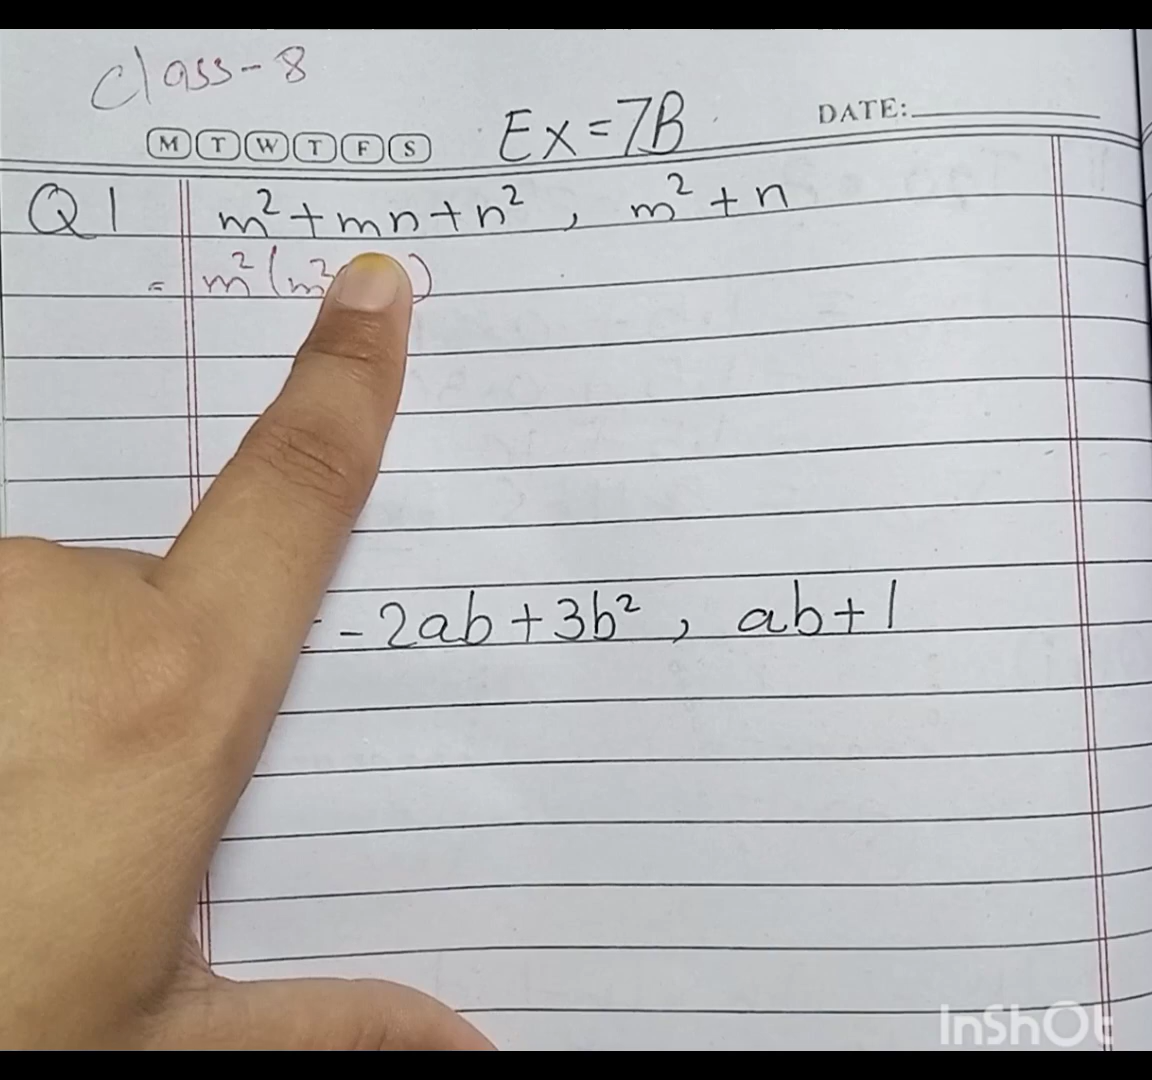 Class-8
M T W T F S Ex=7B DATE:
Q1 m²+mn+n² , m²+n
= m²(m² )
-2ab+3b² , ab+1
InShOt